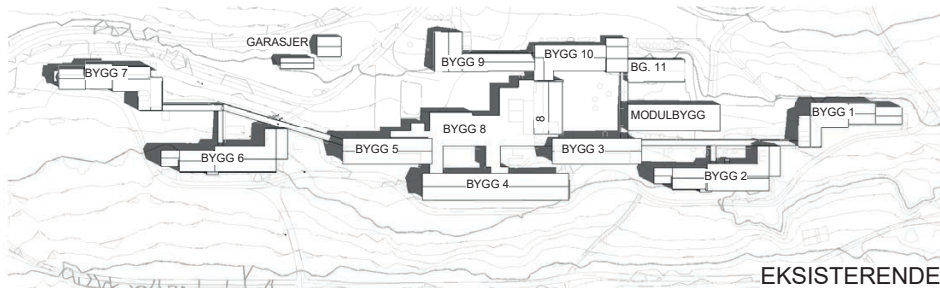 GARASJER
BYGG 9
BYGG 10
BG. 11
BYGG 7
MODULBYGG
BYGG 1
8
BYGG 8
BYGG 5
BYGG 3
BYGG 6
BYGG 4
BYGG 2
EKSISTERENDE